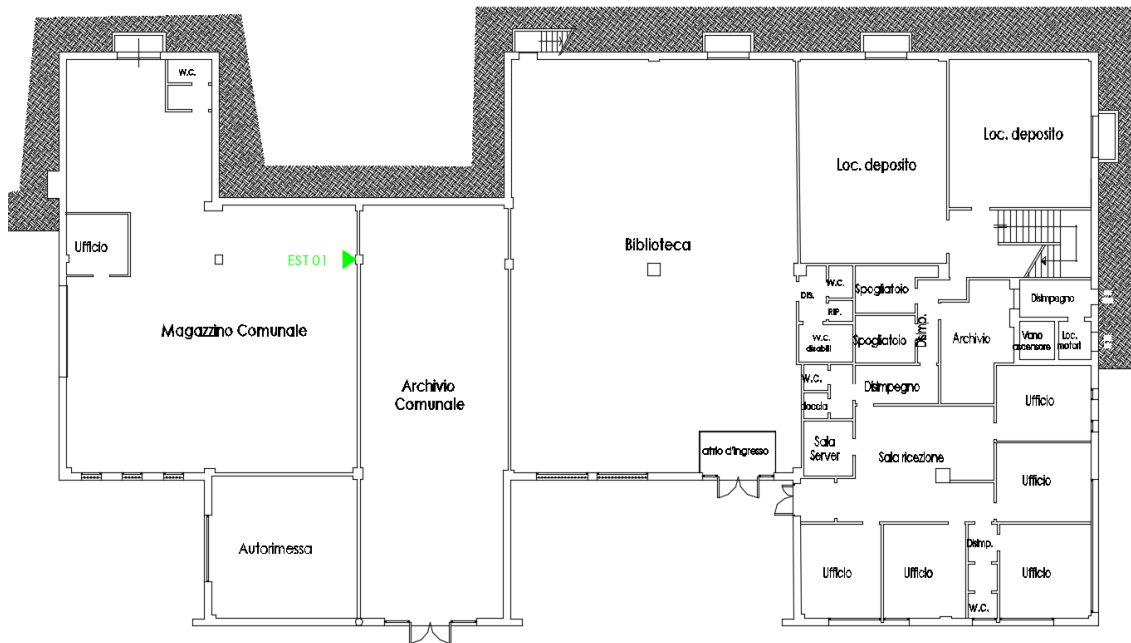 W.C.
Loc. deposito
Loc. deposito
Ufficio
EST 01
Biblioteca
Magazzino Comunale
DIS.
W.C.
RIP.
W.C.
disabili
Spogliatoio
Spogliatoio
Disimp.
Archivio
Disimpegno
Vano
ascensore
Loc.
motori
Archivio
Comunale
W.C.
doccia
Disimpegno
Ufficio
atrio d'ingresso
Sala
Server
Sala ricezione
Ufficio
Autorimessa
Ufficio
Ufficio
Disimp.
W.C.
Ufficio